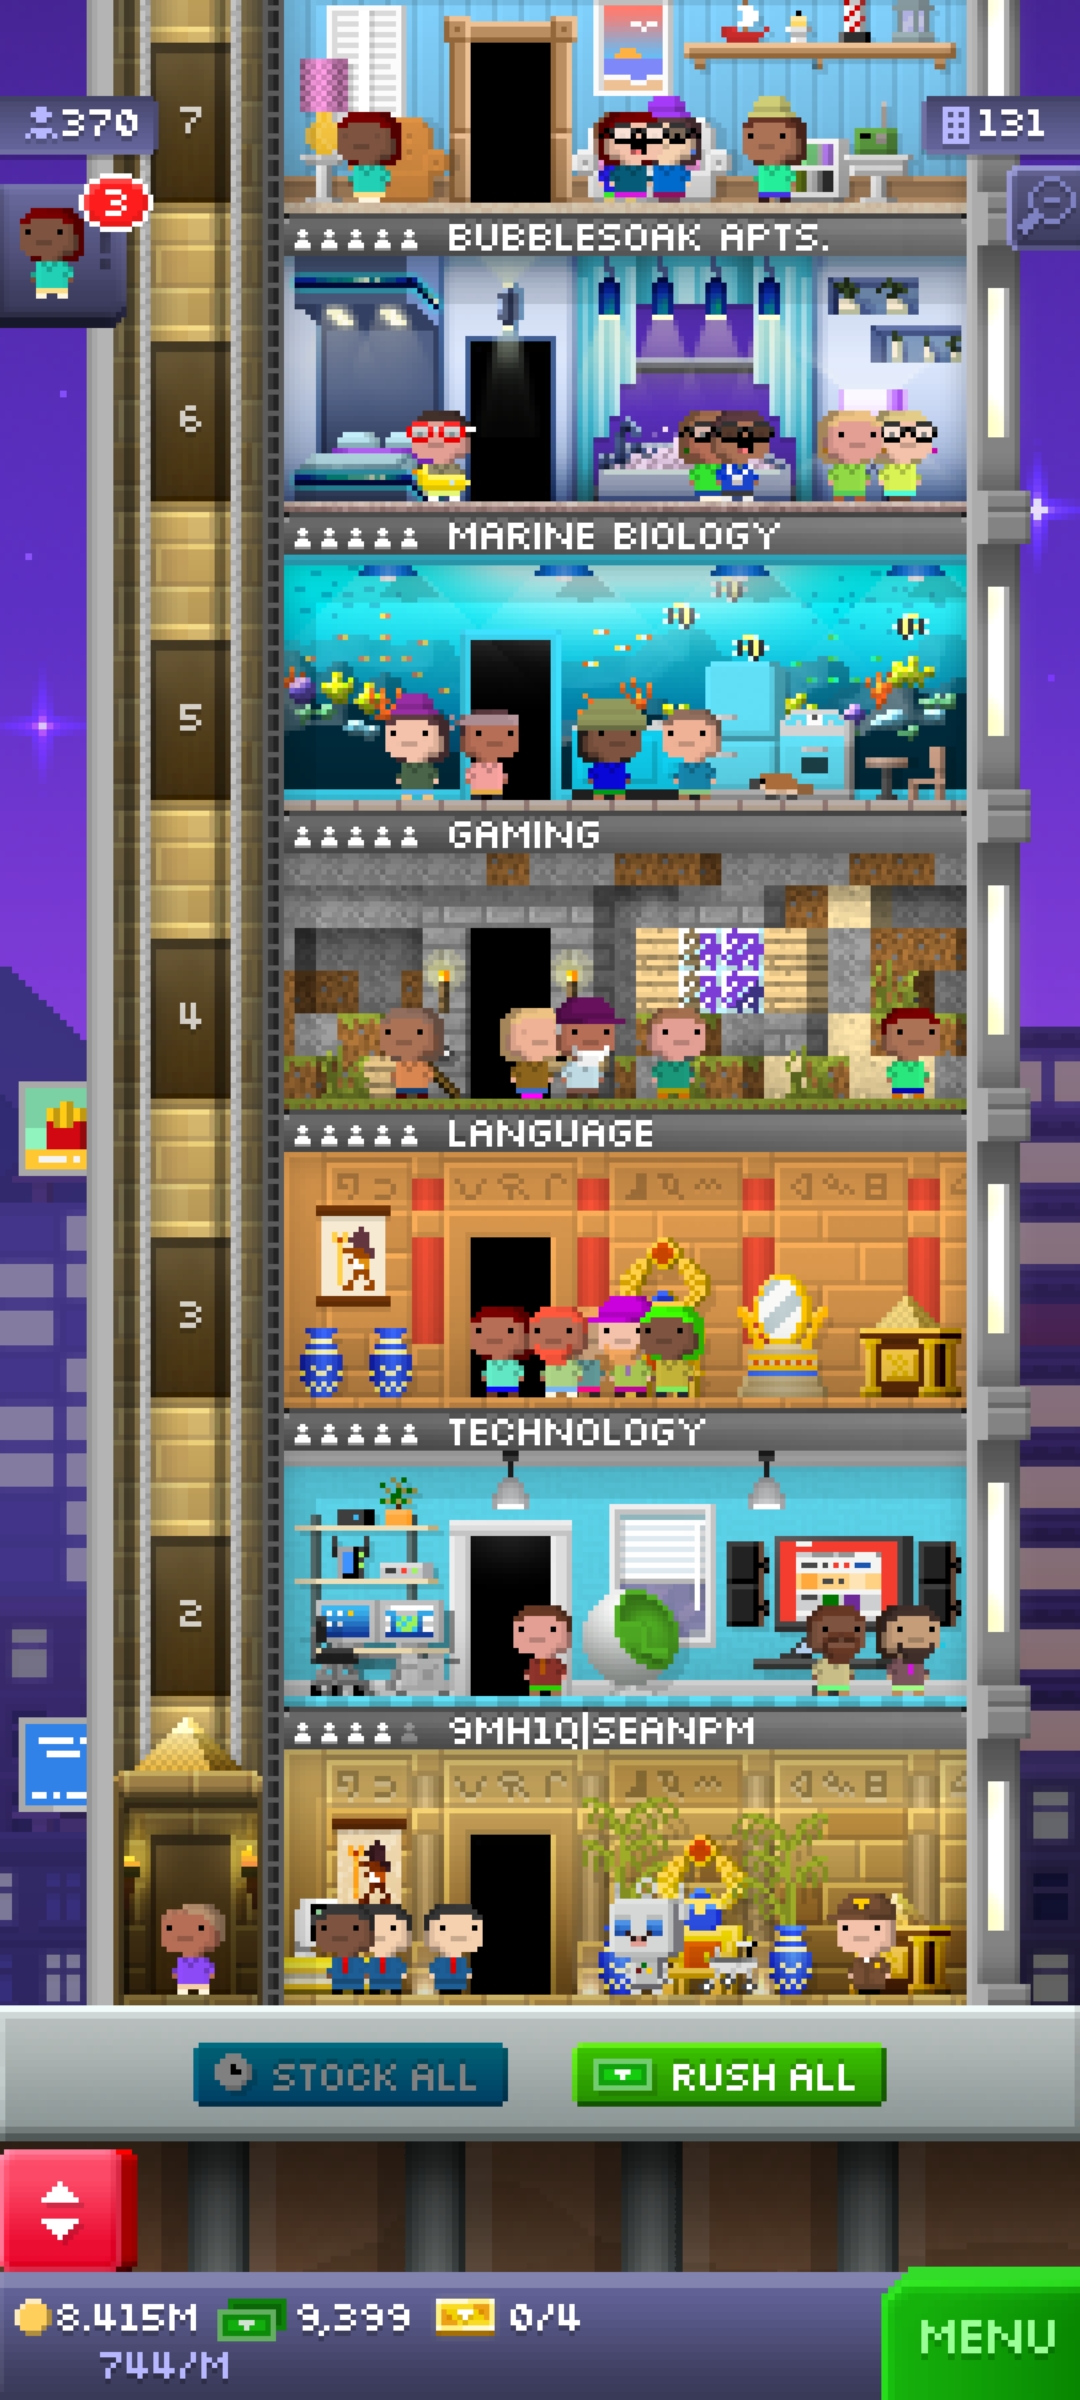 7
370
131
3
BUBBLESOAK APTS.
6
MARINE BIOLOGY
5
GAMING
4
LANGUAGE
3
TECHNOLOGY
2
9MH1Q|SEANPM
STOCK ALL
RUSH ALL
8.415M
9,399
0/4
744/M
MENU